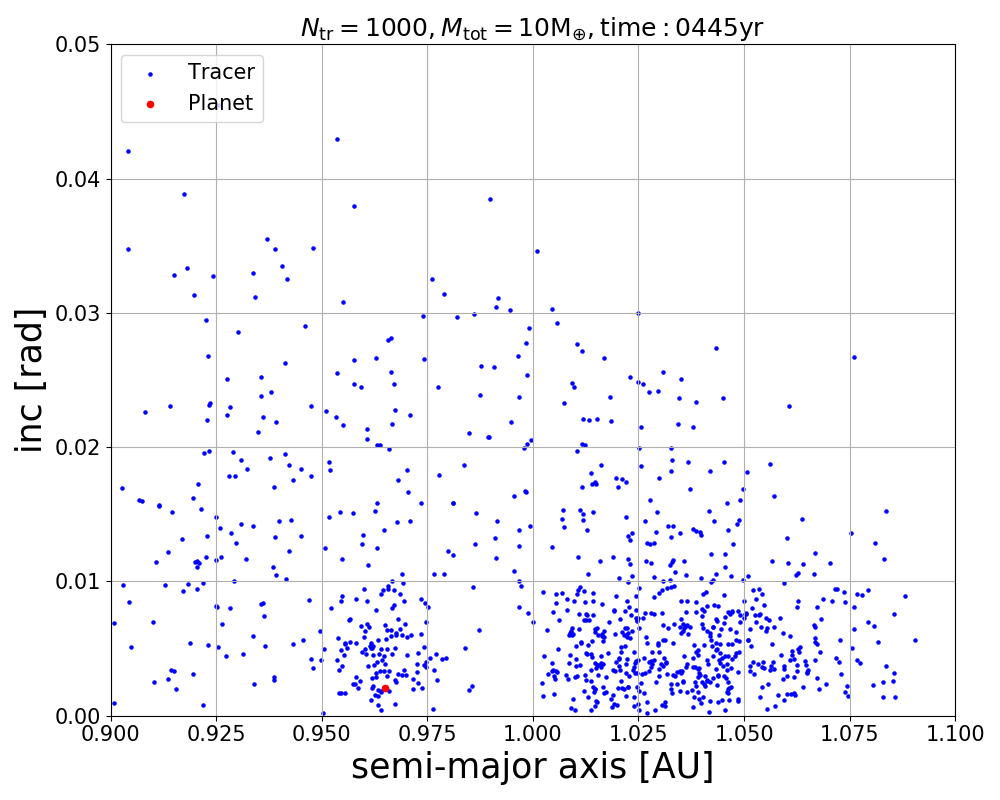 N_tr = 1000, M_tot = 10M_⊕, time : 0445yr
Tracer
Planet
0.05
0.04
0.03
0.02
0.01
0.00
inc [rad]
0.900 0.925 0.950 0.975 1.000 1.025 1.050 1.075 1.100
semi-major axis [AU]